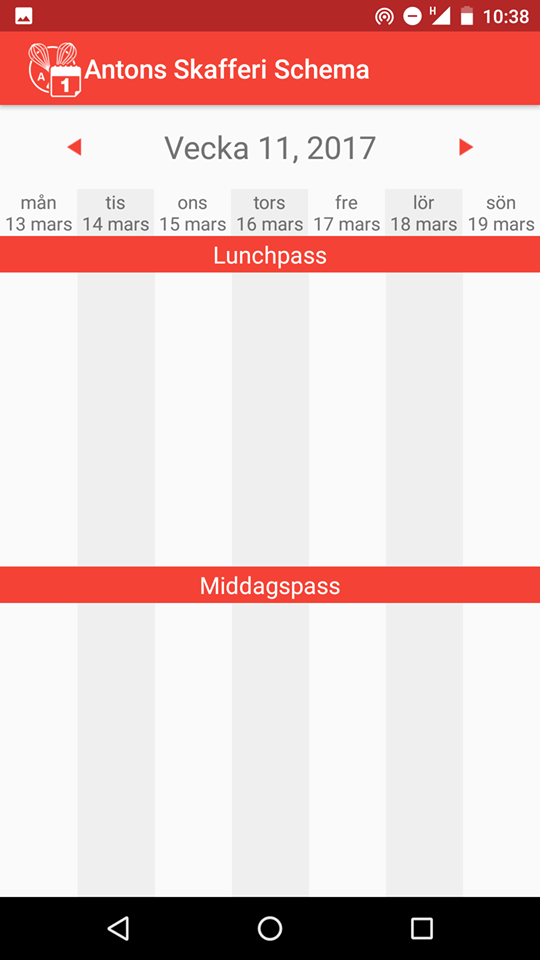 H 10:38
A 1 Antons Skafferi Schema
Vecka 11, 2017
mån tis ons tors fre lör sön
13 mars 14 mars 15 mars 16 mars 17 mars 18 mars 19 mars
Lunchpass
Middagspass